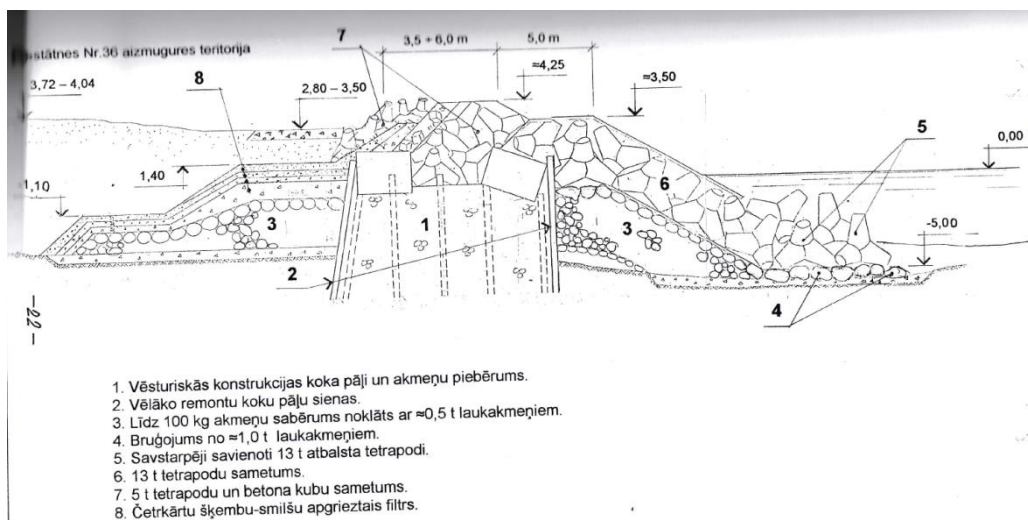 stātnes Nr.36 aizmugures teritorija
7
3,5 ÷ 6,0 m
5,0 m
≈4,25
≈3,50
8
3,72 – 4,04
2,80 – 3,50
5
0,00
1,40
6
1,10
3
1
3
-5,00
2
4
-22-
1. Vēsturiskās konstrukcijas koka pāļi un akmeņu piebērums.
2. Vēlāko remontu koku pāļu sienas.
3. Līdz 100 kg akmeņu sabērums noklāts ar ≈0,5 t laukakmeņiem.
4. Bruģojums no ≈1,0 t laukakmeņiem.
5. Savstarpēji savienoti 13 t atbalsta tetrapodi.
6. 13 t tetrapodu sametums.
7. 5 t tetrapodu un betona kubu sametums.
8. Četrkārtu šķembu-smilšu apgrieztais filtrs.